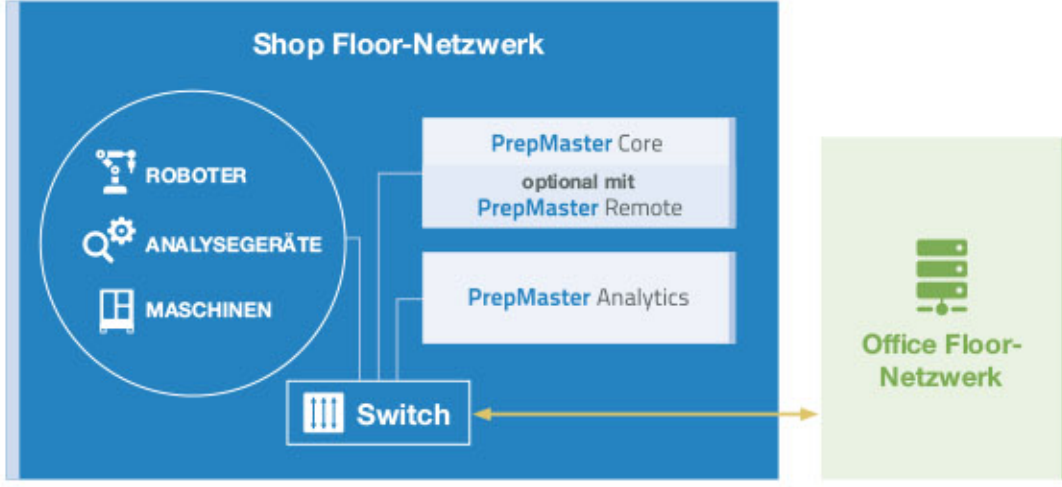 Shop Floor-Netzwerk
ROBOTER
ANALYSEGERÄTE
MASCHINEN
PrepMaster Core
optional mit
PrepMaster Remote
PrepMaster Analytics
Switch
Office Floor-
Netzwerk